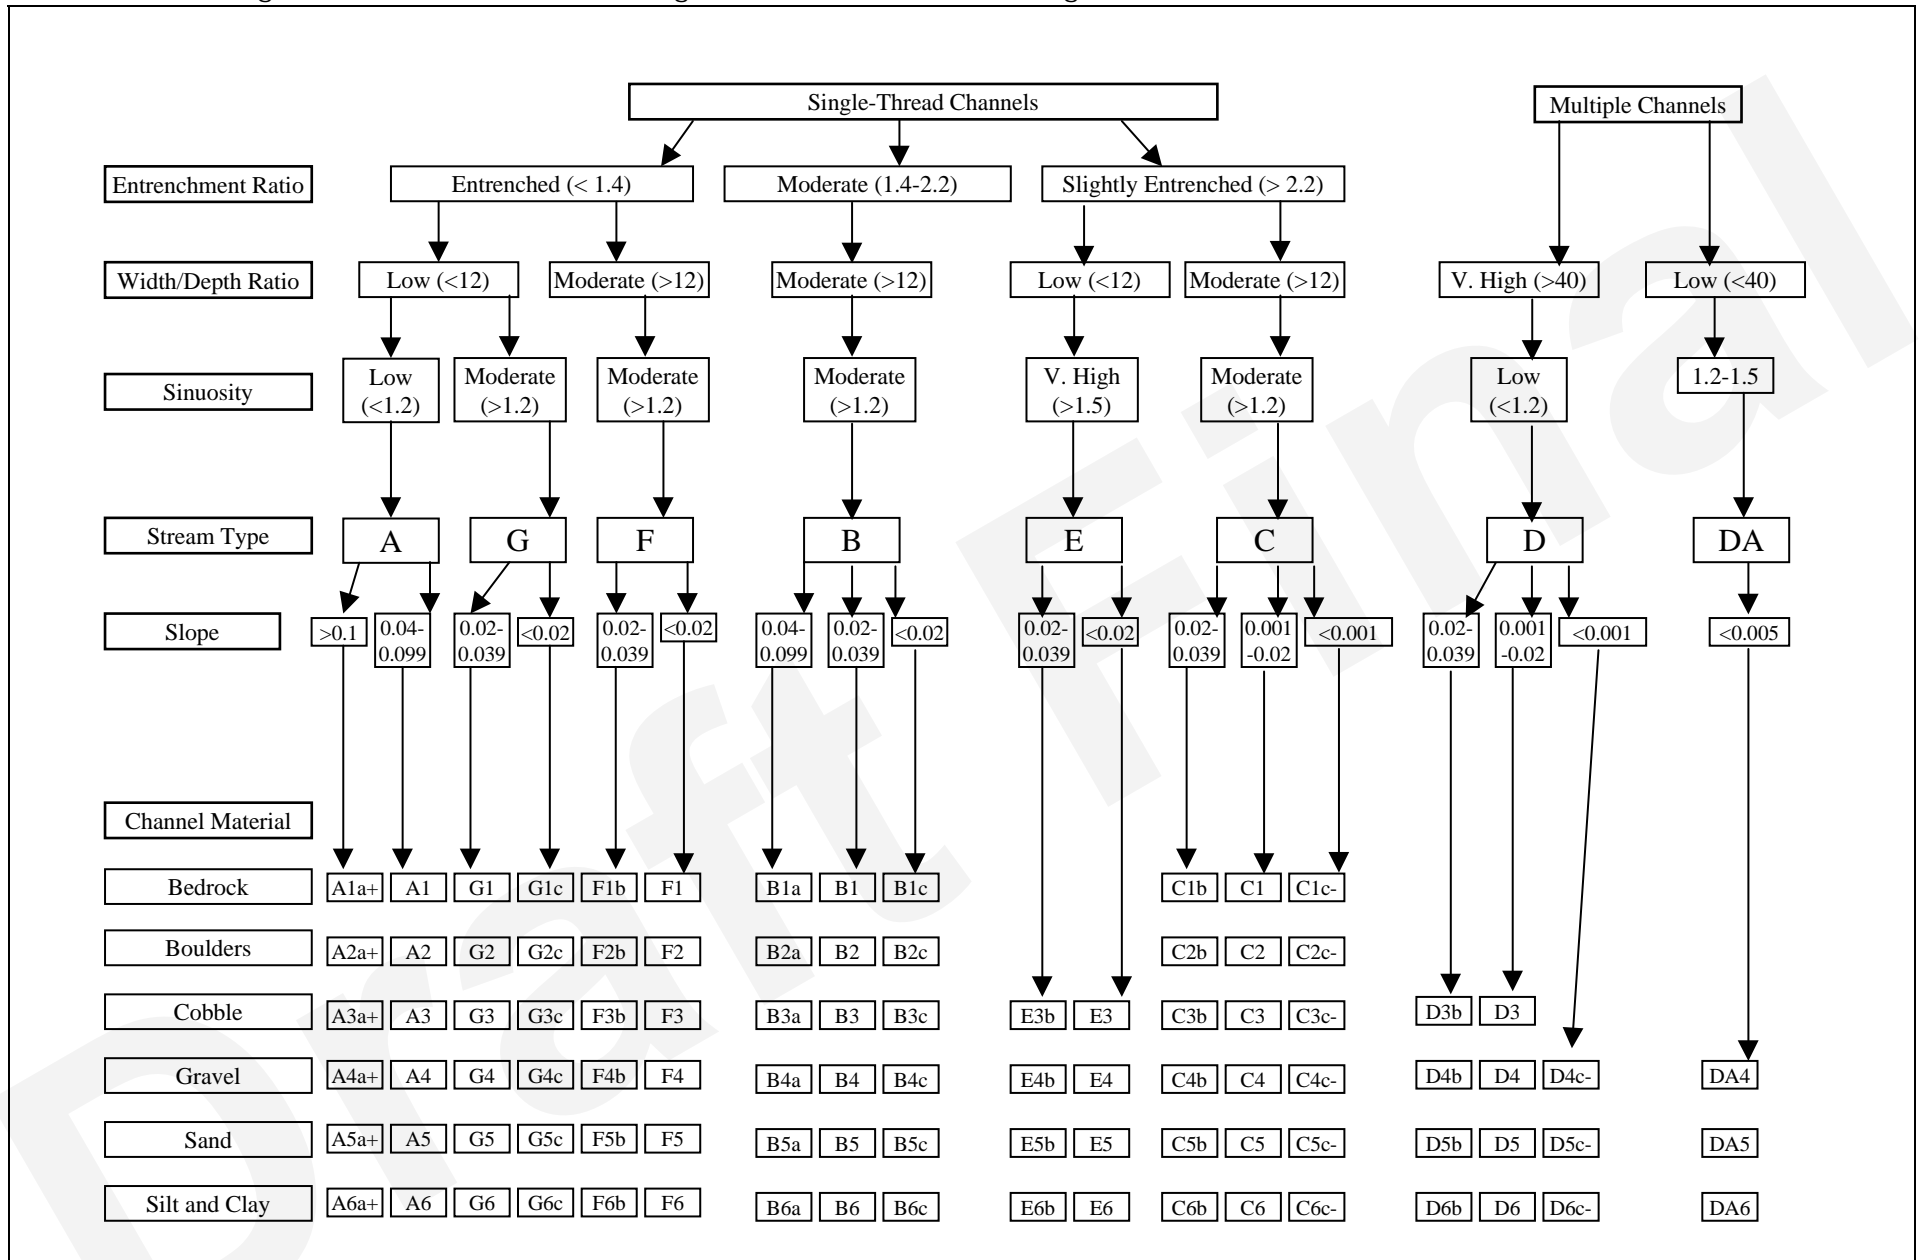 Single-Thread Channels
Multiple Channels
Entrenchment Ratio
Entrenched (< 1.4)
Moderate (1.4-2.2)
Slightly Entrenched (> 2.2)
Width/Depth Ratio
Low (<12)
Moderate (>12)
Moderate (>12)
Low (<12)
Moderate (>12)
V. High (>40)
Low (<40)
Sinuosity
Low
(<1.2)
Moderate
(>1.2)
Moderate
(>1.2)
Moderate
(>1.2)
V. High
(>1.5)
Moderate
(>1.2)
Low
(<1.2)
1.2-1.5
Stream Type
A
G
F
B
E
C
D
DA
Slope
>0.1
0.04-
0.099
0.02-
0.039
<0.02
0.02-
0.039
<0.02
0.04-
0.099
0.02-
0.039
<0.02
0.02-
0.039
<0.02
0.02-
0.039
0.001
-0.02
<0.001
0.02-
0.039
0.001
-0.02
<0.001
<0.005
Channel Material
Bedrock A1a+ A1 G1 G1c F1b F1 B1a B1 B1c C1b C1 C1c-
Boulders A2a+ A2 G2 G2c F2b F2 B2a B2 B2c C2b C2 C2c-
Cobble A3a+ A3 G3 G3c F3b F3 B3a B3 B3c E3b E3 C3b C3 C3c- D3b D3
Gravel A4a+ A4 G4 G4c F4b F4 B4a B4 B4c E4b E4 C4b C4 C4c- D4b D4 D4c- DA4
Sand A5a+ A5 G5 G5c F5b F5 B5a B5 B5c E5b E5 C5b C5 C5c- D5b D5 D5c- DA5
Silt and Clay A6a+ A6 G6 G6c F6b F6 B6a B6 B6c E6b E6 C6b C6 C6c- D6b D6 D6c- DA6
Draft Final